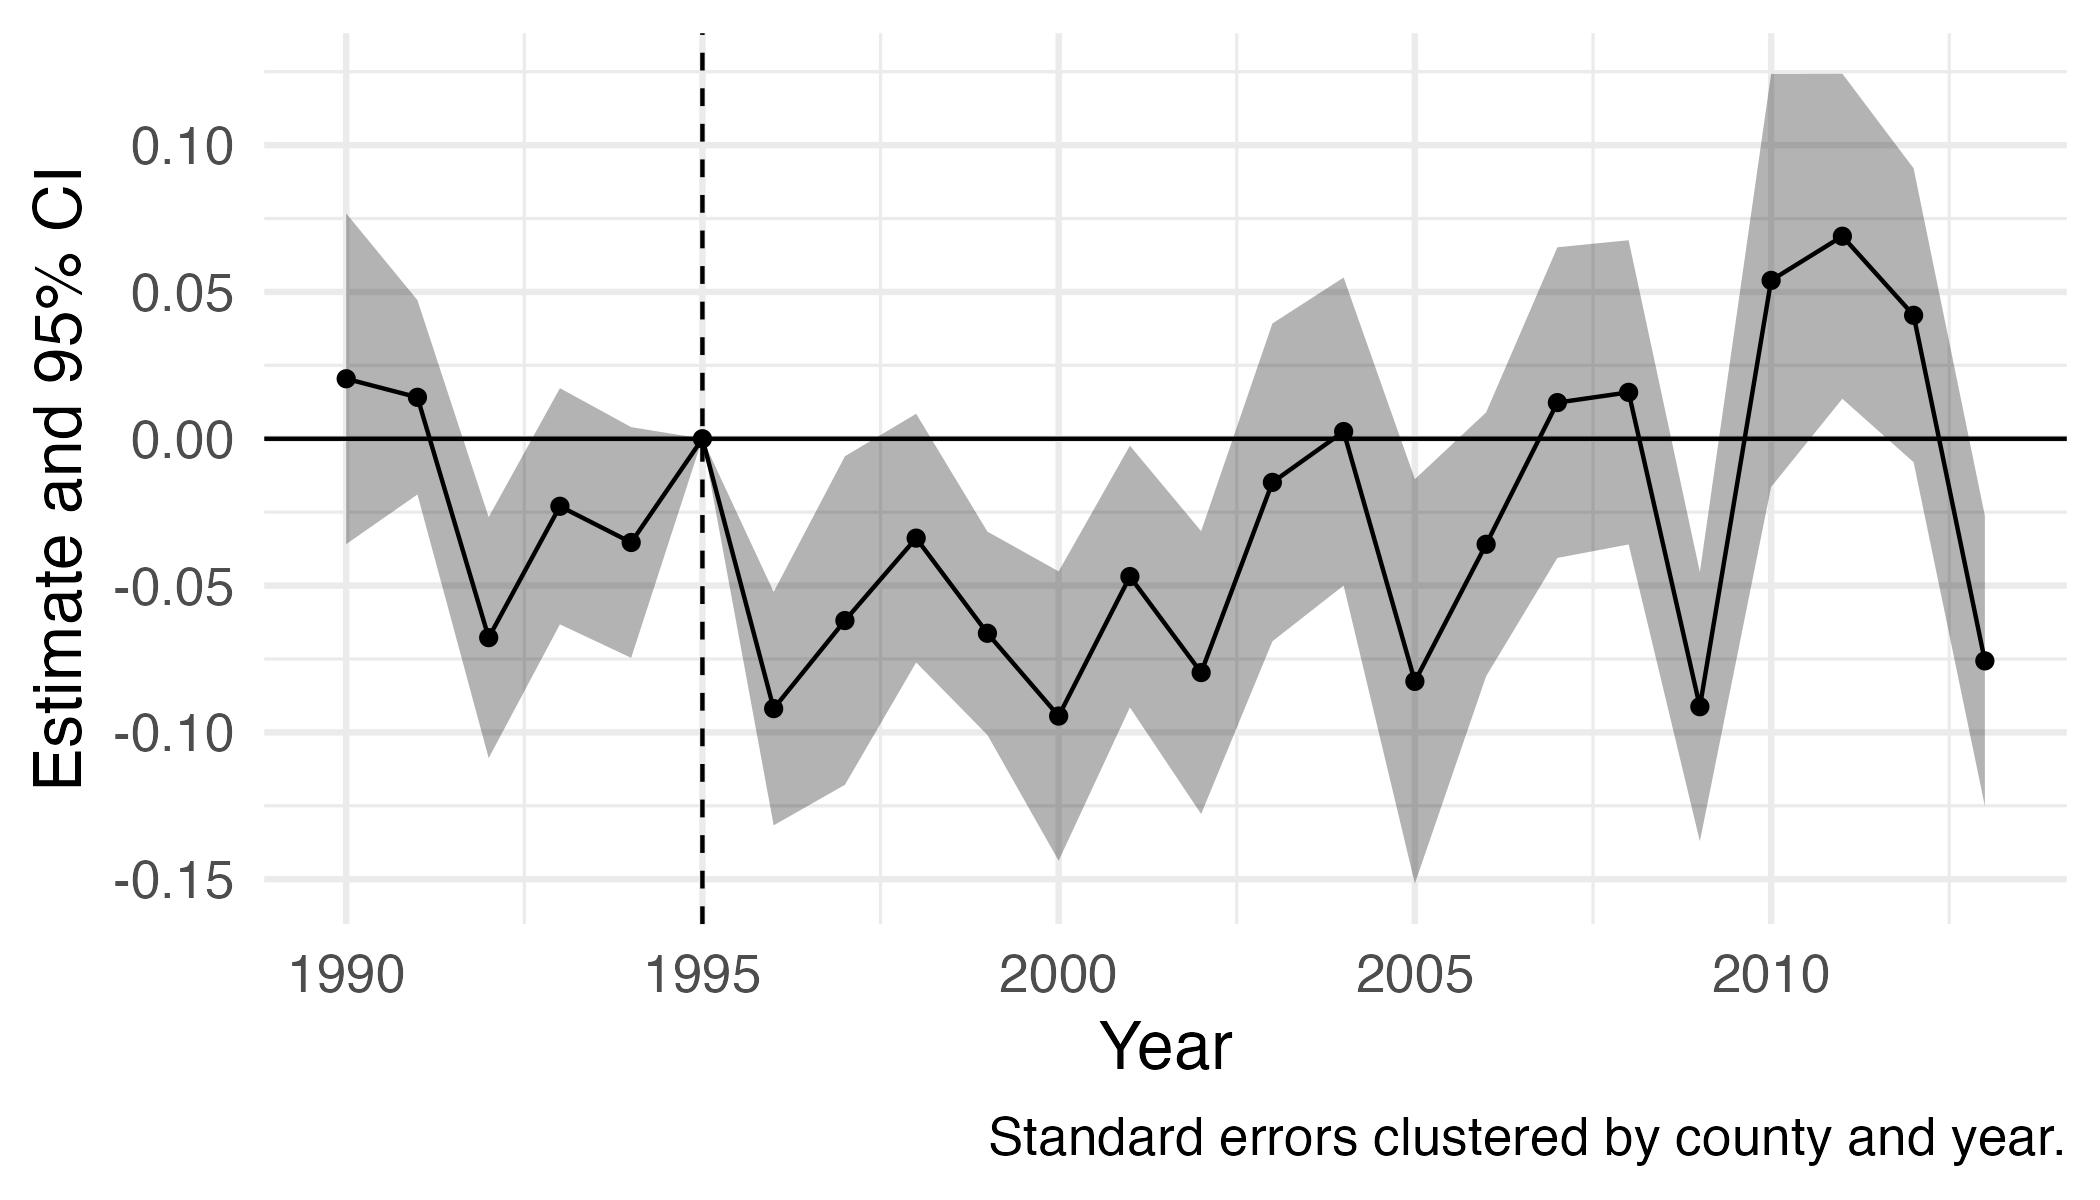 Estimate and 95% CI
0.10
0.05
0.00
-0.05
-0.10
-0.15
1990 1995 2000 2005 2010
Year
Standard errors clustered by county and year.